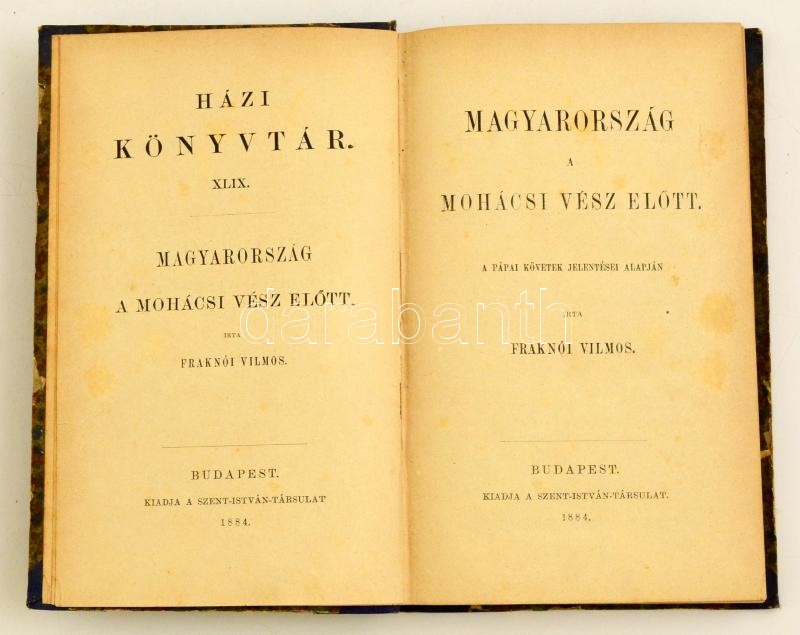 HÁZI
KÖNYVTÁR.
XLIX.
MAGYARORSZÁG
A MOHÁCSI VÉSZ ELŐTT.
IRTA
FRAKNÓI VILMOS.
BUDAPEST.
KIADJA A SZENT-ISTVÁN-TÁRSULAT
1884.
MAGYARORSZÁG
A
MOHÁCSI VÉSZ ELŐTT.
A PÁPAI KÖVETEK JELENTÉSEI ALAPJÁN
IRTA
FRAKNÓI VILMOS.
BUDAPEST.
KIADJA A SZENT-ISTVÁN-TÁRSULAT.
1884.
darabanth